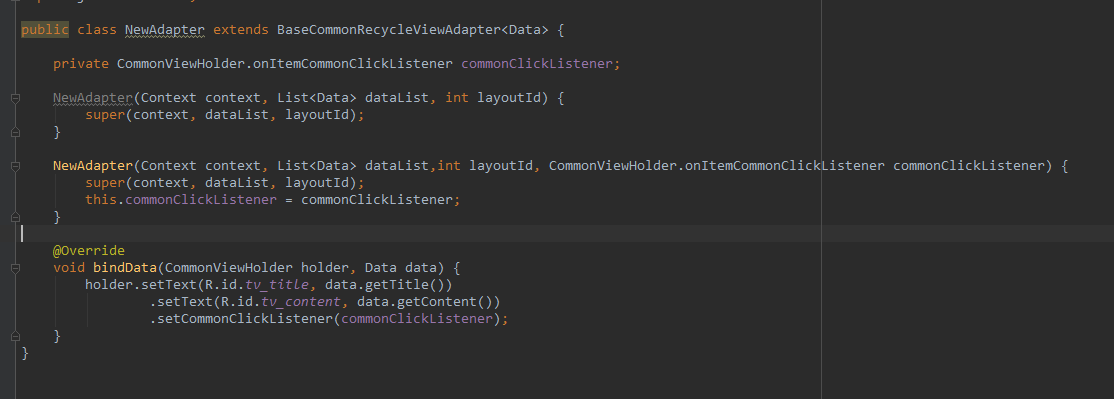 public class NewAdapter extends BaseCommonRecycleViewAdapter<Data> {
private CommonViewHolder.onItemCommonClickListener commonClickListener;
NewAdapter(Context context, List<Data> dataList, int layoutId) {
super(context, dataList, layoutId);
}
NewAdapter(Context context, List<Data> dataList,int layoutId, CommonViewHolder.onItemCommonClickListener commonClickListener) {
super(context, dataList, layoutId);
this.commonClickListener = commonClickListener;
}
@Override
void bindData(CommonViewHolder holder, Data data) {
holder.setText(R.id.tv_title, data.getTitle())
.setText(R.id.tv_content, data.getContent())
.setCommonClickListener(commonClickListener);
}
}